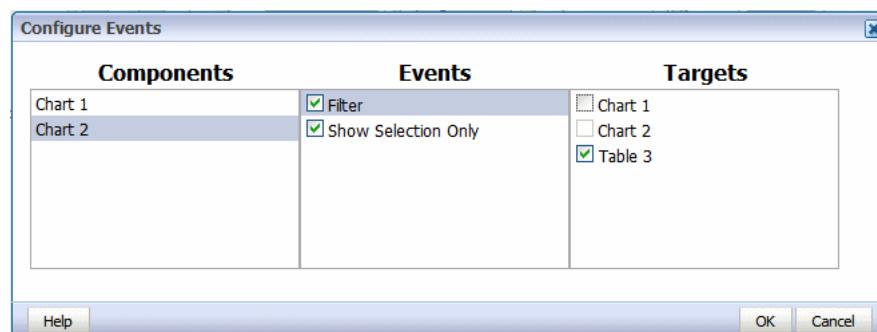 Configure Events
Components
Events
Targets
Chart 1
Chart 2
Filter
Show Selection Only
Chart 1
Chart 2
Table 3
Help
OK
Cancel